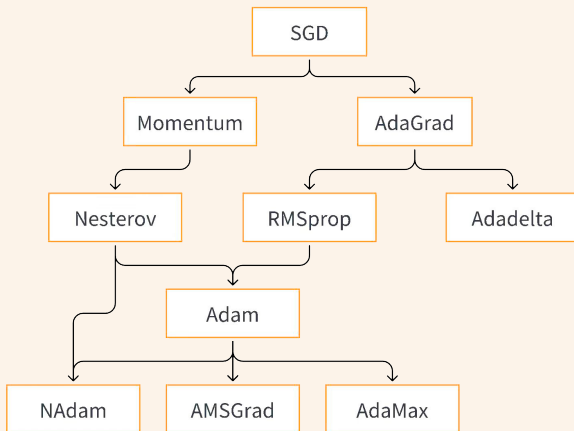 SGD
Momentum
AdaGrad
Nesterov
RMSprop
Adadelta
Adam
NAdam
AMSGrad
AdaMax